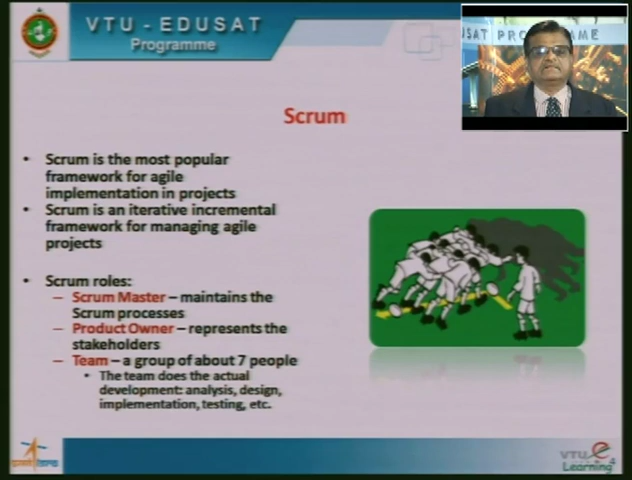 VTU - EDUSAT
Programme
USAT PROGRAMME
Scrum
• Scrum is the most popular
framework for agile
implementation in projects
• Scrum is an iterative incremental
framework for managing agile
projects
• Scrum roles:
– Scrum Master – maintains the
Scrum processes
– Product Owner – represents the
stakeholders
– Team – a group of about 7 people
• The team does the actual
development: analysis, design,
implementation, testing, etc.
VTU e
Learning